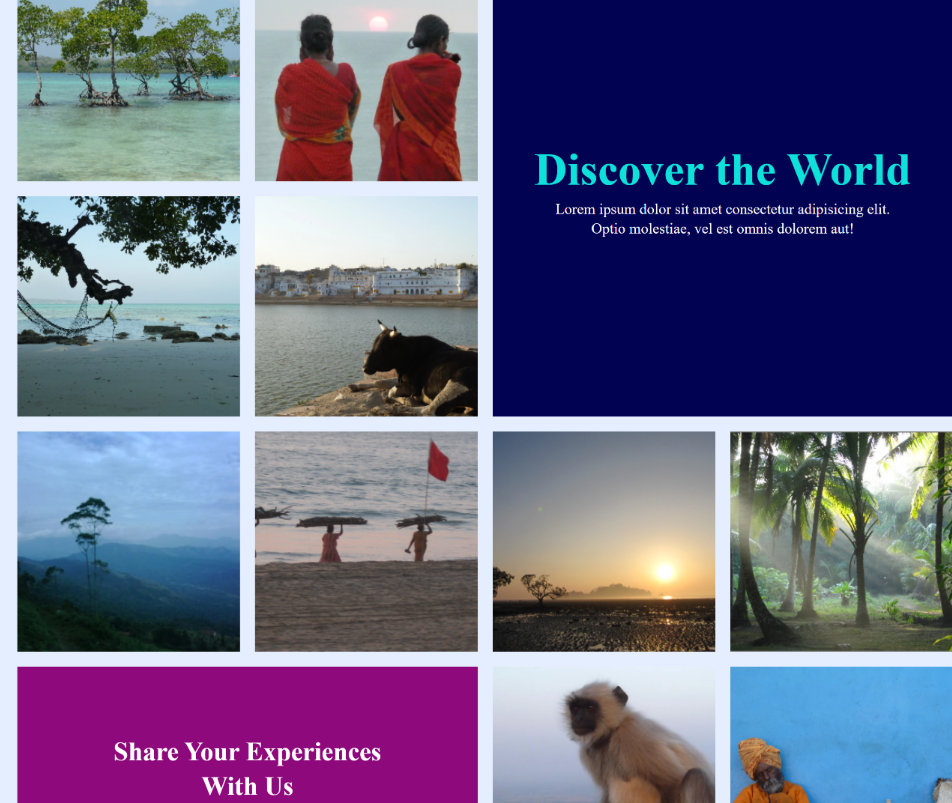 Discover the World
Lorem ipsum dolor sit amet consectetur adipisicing elit.
Optio molestiae, vel est omnis dolorem aut!
Share Your Experiences
With Us